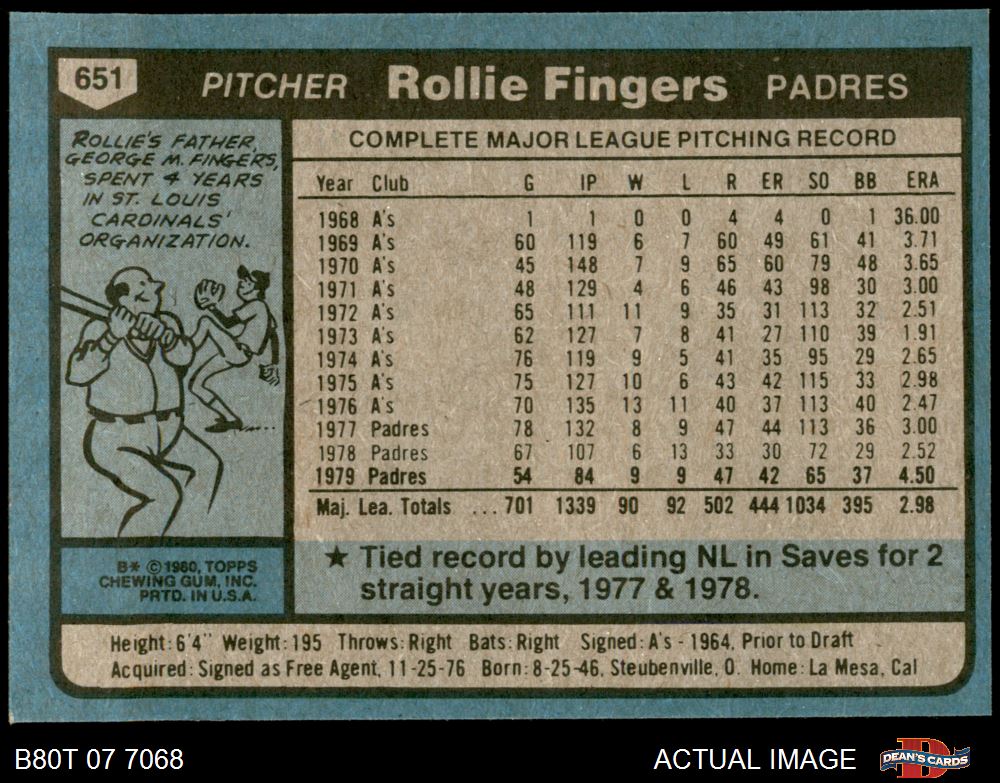 651 PITCHER Rollie Fingers PADRES
ROLLIE'S FATHER,
GEORGE M. FINGERS,
SPENT 4 YEARS
IN ST. LOUIS
CARDINALS'
ORGANIZATION.
COMPLETE MAJOR LEAGUE PITCHING RECORD
Year Club G IP W L R ER SO BB ERA
1968 A's 1 1 0 0 4 4 0 1 36.00
1969 A's 60 119 6 7 60 49 61 41 3.71
1970 A's 45 148 7 9 65 60 79 48 3.65
1971 A's 48 129 4 6 46 43 98 30 3.00
1972 A's 65 111 11 9 35 31 113 32 2.51
1973 A's 62 127 7 8 41 27 110 39 1.91
1974 A's 76 119 9 5 41 35 95 29 2.65
1975 A's 75 127 10 6 43 42 115 33 2.98
1976 A's 70 135 13 11 40 37 113 40 2.47
1977 Padres 78 132 8 9 47 44 113 36 3.00
1978 Padres 67 107 6 13 33 30 72 29 2.52
1979 Padres 54 84 9 9 47 42 65 37 4.50
Maj. Lea. Totals ... 701 1339 90 92 502 444 1034 395 2.98
★ Tied record by leading NL in Saves for 2
straight years, 1977 & 1978.
B* © 1980, TOPPS
CHEWING GUM, INC.
PRTD. IN U.S.A.
Height: 6'4" Weight: 195 Throws: Right Bats: Right Signed: A's - 1964, Prior to Draft
Acquired: Signed as Free Agent, 11-25-76 Born: 8-25-46, Steubenville, O. Home: La Mesa, Cal
B80T 07 7068 ACTUAL IMAGE DEAN'S CARDS